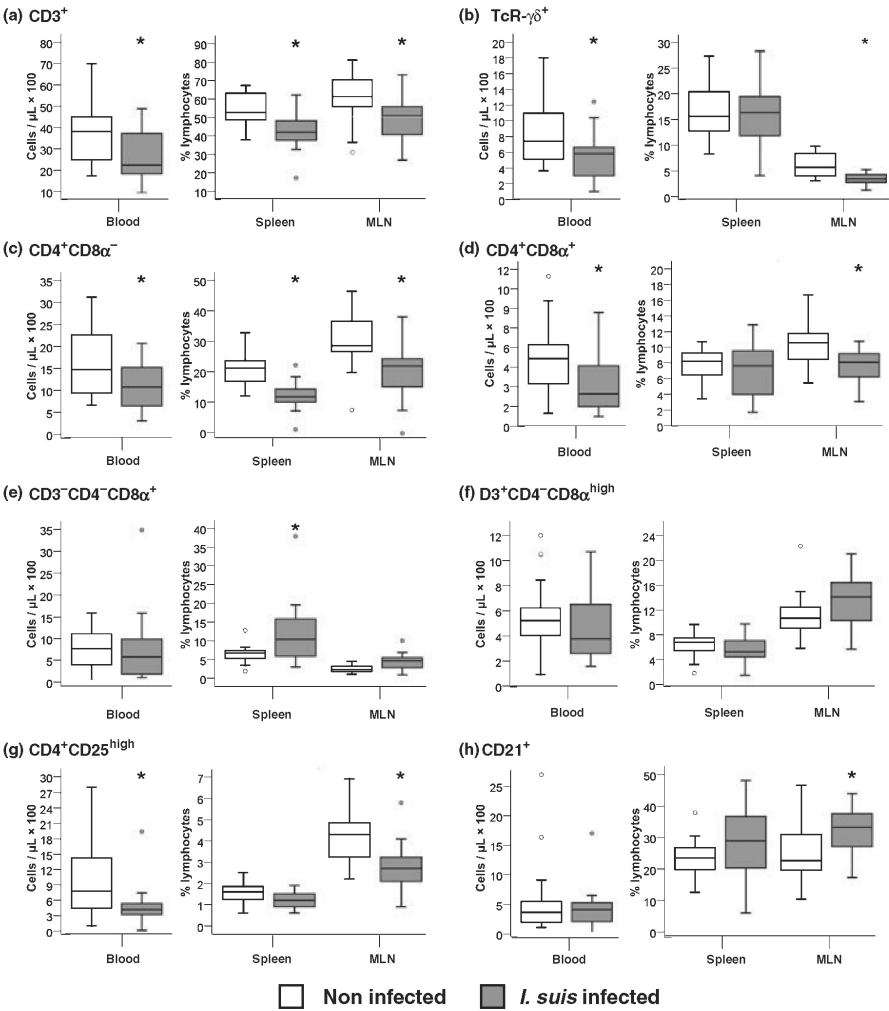 (a) CD3⁺
Cells / µL × 100
80
70
60
50
40
30
20
10
*
Blood
% lymphocytes
90
80
70
60
50
40
30
20
10
*
*
Spleen
MLN
(b) TcR-γδ⁺
Cells / µL × 100
20
18
16
14
12
10
8
6
4
2
0
*
Blood
% lymphocytes
30
25
20
15
10
5
0
*
Spleen
MLN
(c) CD4⁺CD8α⁻
Cells / µL × 100
35
30
25
20
15
10
5
0
*
Blood
% lymphocytes
50
40
30
20
10
0
*
*
Spleen
MLN
(d) CD4⁺CD8α⁺
Cells / µL × 100
12
10
9
8
6
4
3
2
0
*
Blood
% lymphocytes
20
18
16
14
12
10
8
6
4
2
0
*
Spleen
MLN
(e) CD3⁻CD4⁻CD8α⁺
Cells / µL × 100
35
30
25
20
15
10
5
0
Blood
% lymphocytes
40
35
30
25
20
15
10
5
0
*
Spleen
MLN
(f) D3⁺CD4⁻CD8αʰⁱᵍʰ
Cells / µL × 100
12
10
8
6
4
2
0
Blood
% lymphocytes
24
20
16
12
8
4
0
Spleen
MLN
(g) CD4⁺CD25ʰⁱᵍʰ
Cells / µL × 100
30
27
24
21
18
15
12
9
6
3
0
*
Blood
% lymphocytes
7
6
5
4
3
2
1
0
*
Spleen
MLN
(h) CD21⁺
Cells / µL × 100
25
20
15
10
5
0
Blood
% lymphocytes
50
40
30
20
10
0
*
Spleen
MLN
Non infected
I. suis infected